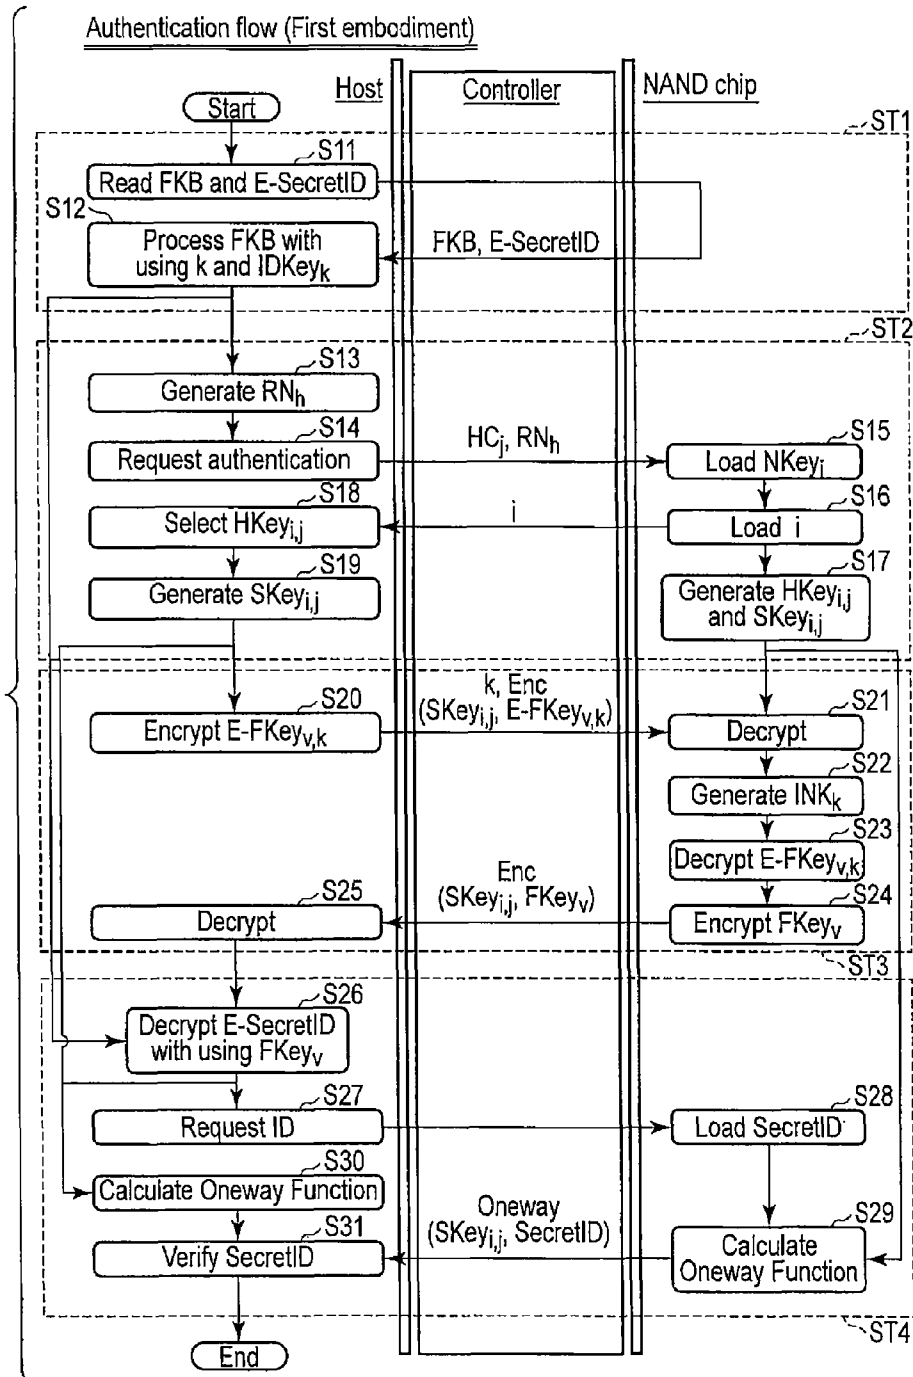 Authentication flow (First embodiment)
Host
Controller
NAND chip
Start
ST1
S11
Read FKB and E-SecretID
S12
Process FKB with
using k and IDKeyk
FKB, E-SecretID
ST2
S13
Generate RNh
S14
Request authentication
HCj, RNh
S15
Load NKeyi
S18
Select HKeyi,j
i
S16
Load i
S19
Generate SKeyi,j
S17
Generate HKeyi,j
and SKeyi,j
S20
Encrypt E-FKeyv,k
k, Enc
(SKeyi,j, E-FKeyv,k)
S21
Decrypt
S22
Generate INKk
S23
Decrypt E-FKeyv,k
S25
Decrypt
Enc
(SKeyi,j, FKeyv)
S24
Encrypt FKeyv
ST3
S26
Decrypt E-SecretID
with using FKeyv
S27
Request ID
S28
Load SecretID
S30
Calculate Oneway Function
S31
Verify SecretID
Oneway
(SKeyi,j, SecretID)
S29
Calculate
Oneway Function
ST4
End